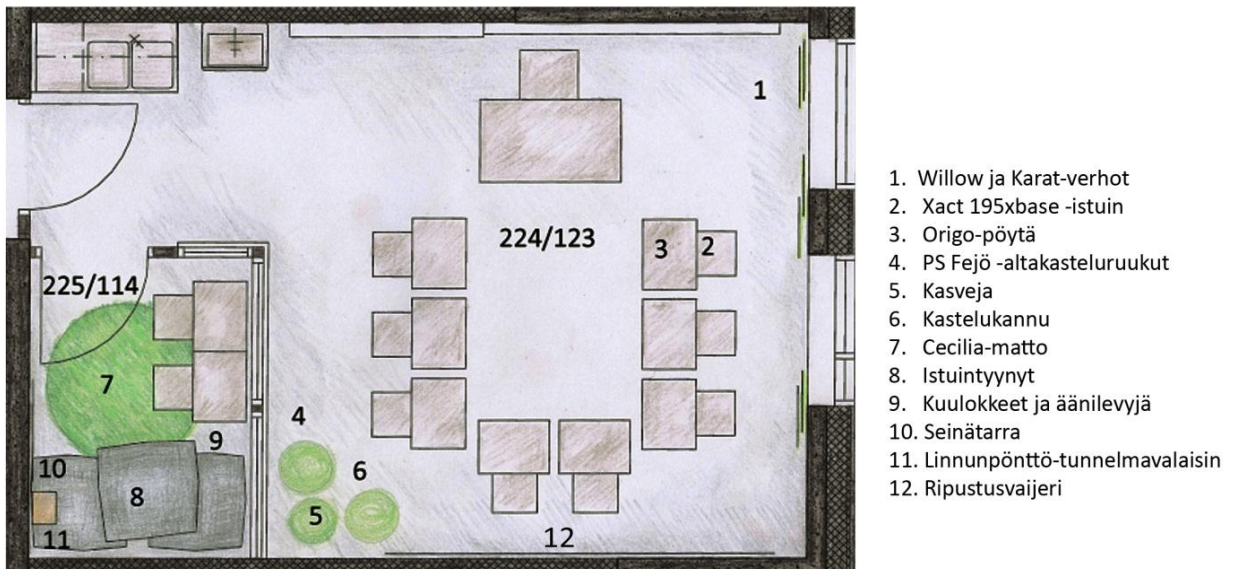 1
224/123
3
2
225/114
7
4
9
6
10
8
5
11
12
1. Willow ja Karat-verhot
2. Xact 195xbase -istuin
3. Origo-pöytä
4. PS Fejö -altakasteluruukut
5. Kasveja
6. Kastelukannu
7. Cecilia-matto
8. Istuintyynyt
9. Kuulokkeet ja äänilevyjä
10. Seinätarra
11. Linnunpönttö-tunnelmavalaisin
12. Ripustusvaijeri